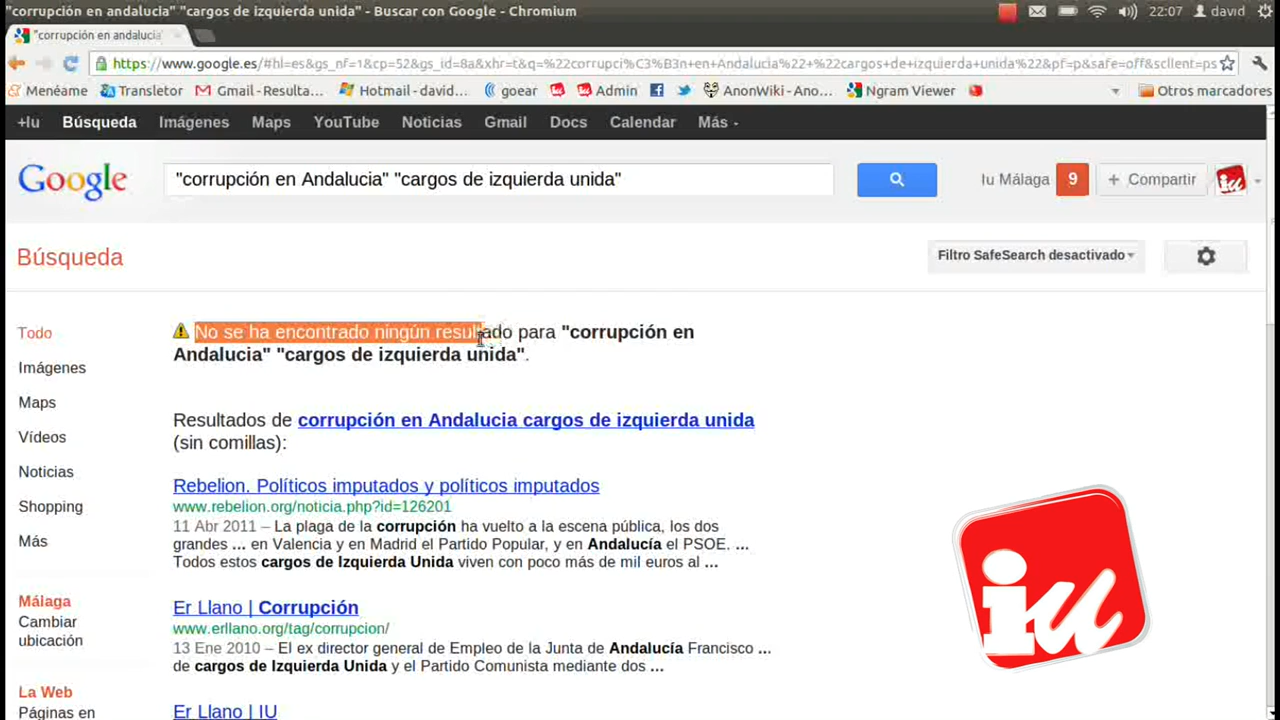 "corrupción en andalucia" "cargos de izquierda unida" - Buscar con Google - Chromium
22:07 david
"corrupción en andalucia
https://www.google.es/#hl=es&gs_nf=1&cp=52&gs_id=8a&xhr=t&q=%22corrupci%C3%B3n+en+Andalucia%22+%22cargos+de+izquierda+unida%22&pf=p&safe=off&sclient=ps
Menéame Translator Gmail - Resulta... Hotmail - david... goear Admin AnonWiki - Ano... Ngram Viewer Otros marcadores
+Iu Búsqueda Imágenes Maps YouTube Noticias Gmail Docs Calendar Más
Google
"corrupción en Andalucia" "cargos de izquierda unida"
Iu Málaga 9 + Compartir iu
Búsqueda
Filtro SafeSearch desactivado
Todo
Imágenes
Maps
Vídeos
Noticias
Shopping
Más
Málaga
Cambiar
ubicación
La Web
Páginas en
No se ha encontrado ningún resultado para "corrupción en
Andalucia" "cargos de izquierda unida".
Resultados de corrupción en Andalucia cargos de izquierda unida
(sin comillas):
Rebelion. Políticos imputados y políticos imputados
www.rebelion.org/noticia.php?id=126201
11 Abr 2011 – La plaga de la corrupción ha vuelto a la escena pública, los dos
grandes ... en Valencia y en Madrid el Partido Popular, y en Andalucía el PSOE. ...
Todos estos cargos de Izquierda Unida viven con poco más de mil euros al ...
Er Llano | Corrupción
www.erllano.org/tag/corrupcion/
13 Ene 2010 – El ex director general de Empleo de la Junta de Andalucía Francisco ...
de cargos de Izquierda Unida y el Partido Comunista mediante dos ...
Er Llano | IU
iu